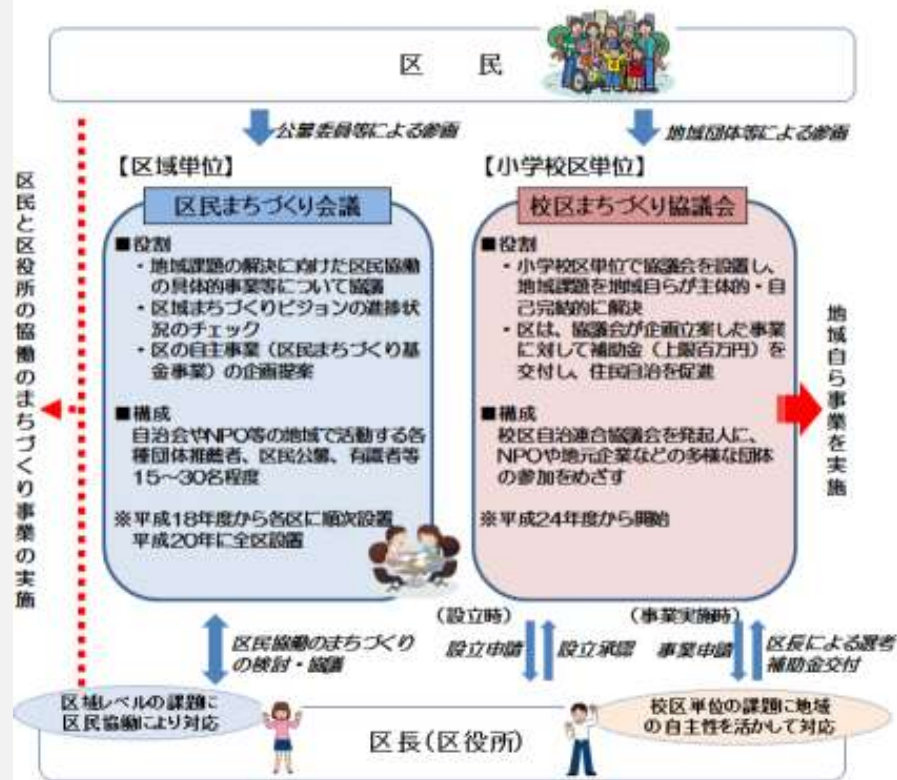 区　民
公募委員等による参画
地域団体等による参画
【区域単位】
【小学校区単位】
区民まちづくり会議
■役割
・地域課題の解決に向けた区民協働
の具体的事業等について協議
・区域まちづくりビジョンの進捗状
況のチェック
・区の自主事業（区民まちづくり基
金事業）の企画提案
■構成
自治会やNPO等の地域で活動する各
種団体推薦者、区民公募、有識者等
15～30名程度
※平成18年度から各区に順次設置
平成20年に全区設置
校区まちづくり協議会
■役割
・小学校区単位で協議会を設置し、
地域課題を地域自らが主体的・自
己完結的に解決
・区は、協議会が企画立案した事業
に対して補助金（上限百万円）を
交付し、住民自治を促進
■構成
校区自治連合協議会を発起人に、
NPOや地元企業などの多様な団体
の参加をめざす
※平成24年度から開始
区民と区役所の協働のまちづくり事業の実施
地域自ら事業を実施
区民協働のまちづくり
の検討・協議
（設立時）
設立申請
設立承認
（事業実施時）
事業申請
区長による選考
補助金交付
区域レベルの課題に
区民協働により対応
区長（区役所）
校区単位の課題に地域
の自主性を活かして対応